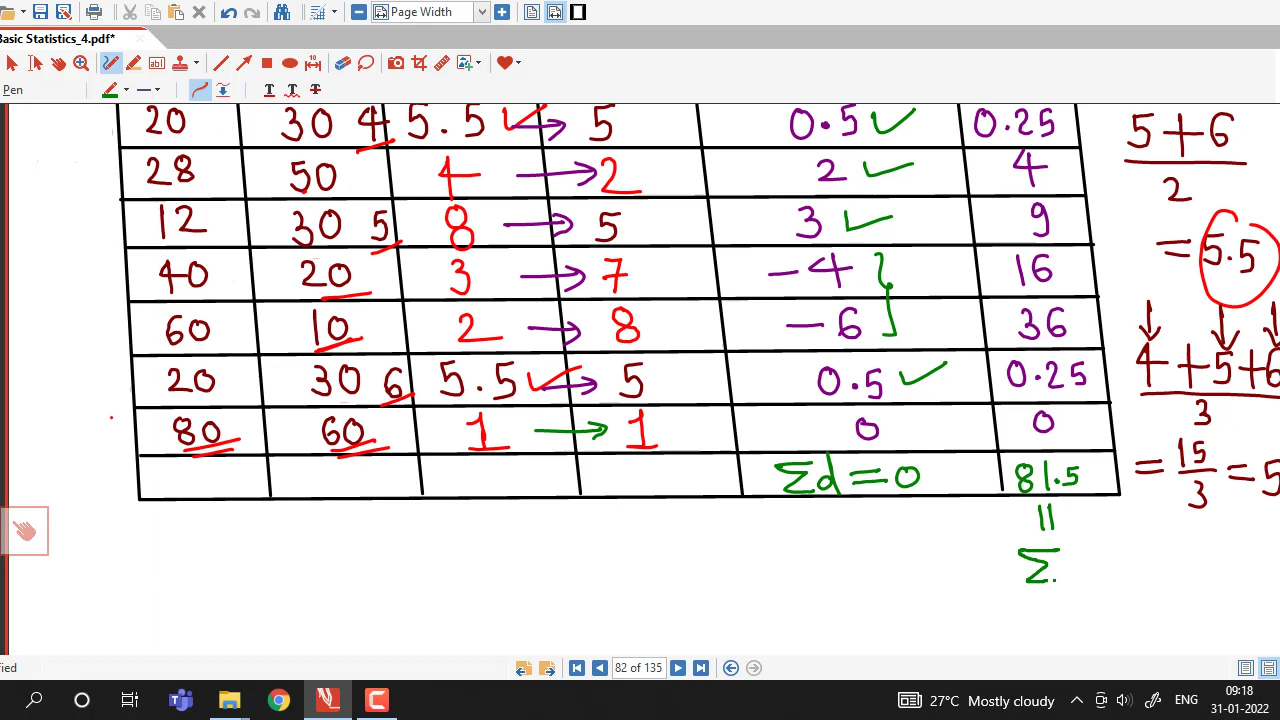 Page Width
Basic Statistics_4.pdf*
Pen
20 30 4 5.5 → 5 0.5 0.25
28 50 4 → 2 2 4
12 30 5 8 → 5 3 9
40 20 3 → 7 -4 16
60 10 2 → 8 -6 36
20 30 6 5.5 → 5 0.5 0.25
80 60 1 → 1 0 0
Σd = 0 81.5
=
Σ
5+6
2
= 5.5
4+5+6
3
= 15/3 = 5
fied
82 of 135
27°C Mostly cloudy
ENG
09:18
31-01-2022